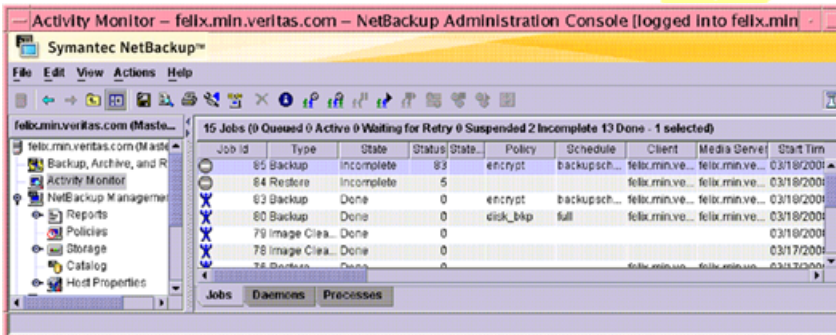 Activity Monitor – felix.min.veritas.com – NetBackup Administration Console [logged into felix.min
Symantec NetBackup™
File Edit View Actions Help
felix.min.veritas.com (Maste...
15 Jobs (0 Queued 0 Active 0 Waiting for Retry 0 Suspended 2 Incomplete 13 Done - 1 selected)
felix.min.veritas.com (Maste
Backup, Archive, and R
Activity Monitor
NetBackup Manageme
Reports
Policies
Storage
Catalog
Host Properties
Job Id Type State Status State... Policy Schedule Client Media Server Start Tim
85 Backup Incomplete 83 encrypt backupsch... felix.min.ve... felix.min.ve... 03/18/200
84 Restore Incomplete 5 felix.min.ve... felix.min.ve... 03/18/200
83 Backup Done 0 encrypt backupsch... felix.min.ve... felix.min.ve... 03/18/200
80 Backup Done 0 disk_bkp full felix.min.ve... felix.min.ve... 03/18/200
79 Image Clea... Done 0 03/18/200
78 Image Clea... Done 0 03/17/200
Jobs Daemons Processes